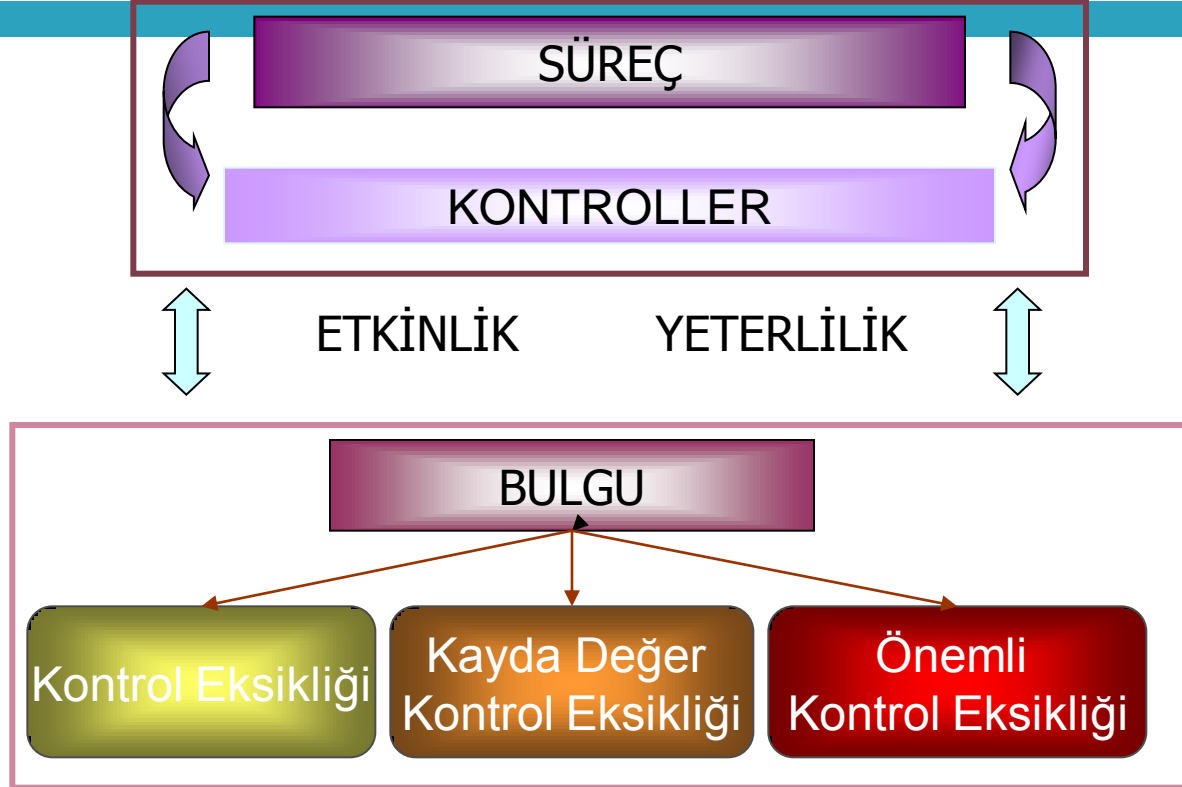 SÜREÇ
KONTROLLER
ETKİNLİK YETERLİLİK
BULGU
Kontrol Eksikliği
Kayda Değer
Kontrol Eksikliği
Önemli
Kontrol Eksikliği